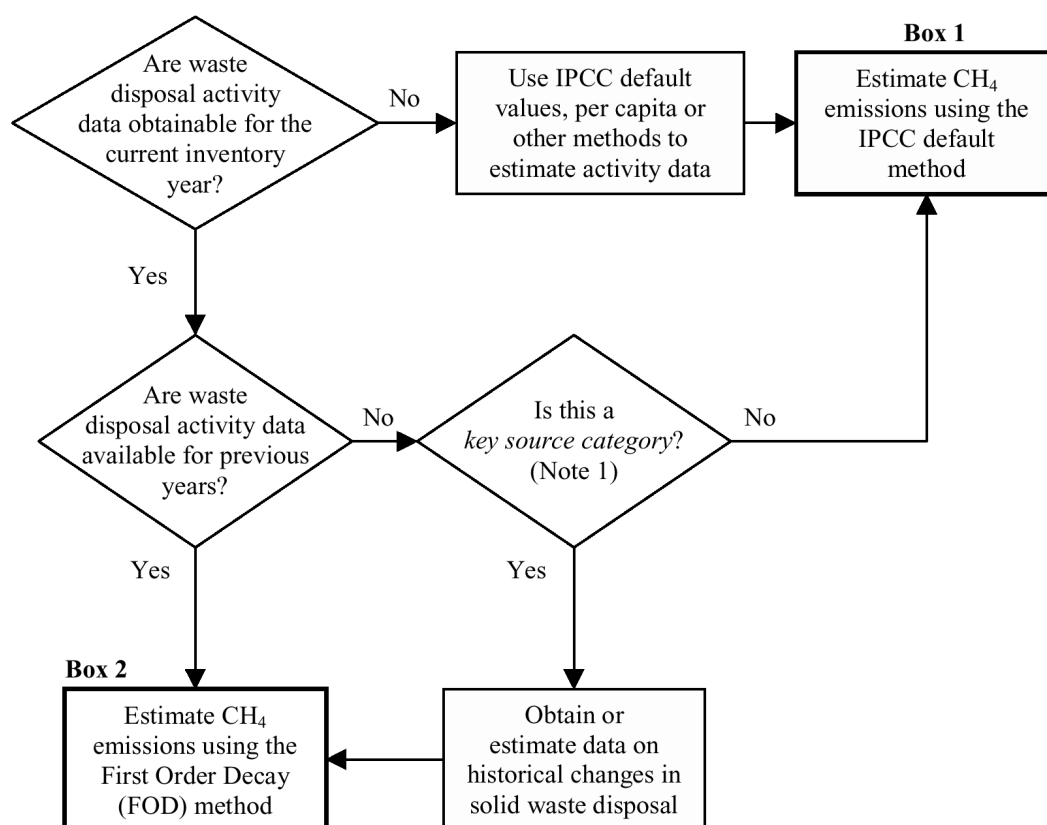 Box 1
Are waste
disposal activity
data obtainable for the
current inventory
year?
No
Use IPCC default
values, per capita or
other methods to
estimate activity data
Estimate CH₄
emissions using the
IPCC default
method
Yes
Are waste
disposal activity data
available for previous
years?
No
Is this a
key source category?
(Note 1)
No
Yes
Yes
Box 2
Estimate CH₄
emissions using the
First Order Decay
(FOD) method
Obtain or
estimate data on
historical changes in
solid waste disposal